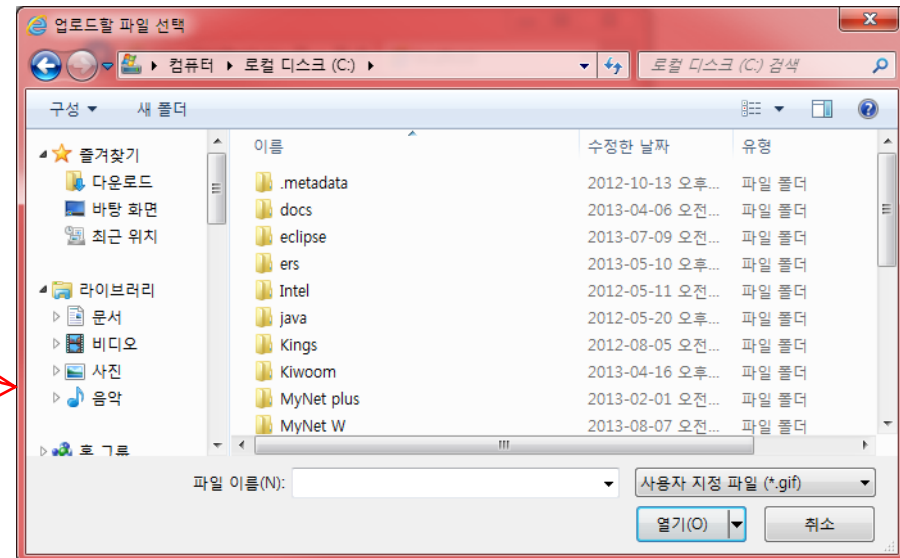 업로드할 파일 선택
컴퓨터 로컬 디스크 (C:) 로컬 디스크 (C:) 검색
구성 새 폴더
이름 수정한 날짜 유형
즐겨찾기
다운로드
바탕 화면
최근 위치
라이브러리
문서
비디오
사진
음악
홈 그룹
.metadata 2012-10-13 오후... 파일 폴더
docs 2013-04-06 오전... 파일 폴더
eclipse 2013-07-09 오전... 파일 폴더
ers 2013-05-10 오후... 파일 폴더
Intel 2012-05-11 오전... 파일 폴더
java 2012-05-20 오후... 파일 폴더
Kings 2012-08-05 오전... 파일 폴더
Kiwoom 2013-04-16 오후... 파일 폴더
MyNet plus 2013-02-01 오전... 파일 폴더
MyNet W 2013-08-07 오전... 파일 폴더
파일 이름(N): 사용자 지정 파일 (*.gif)
열기(O) 취소